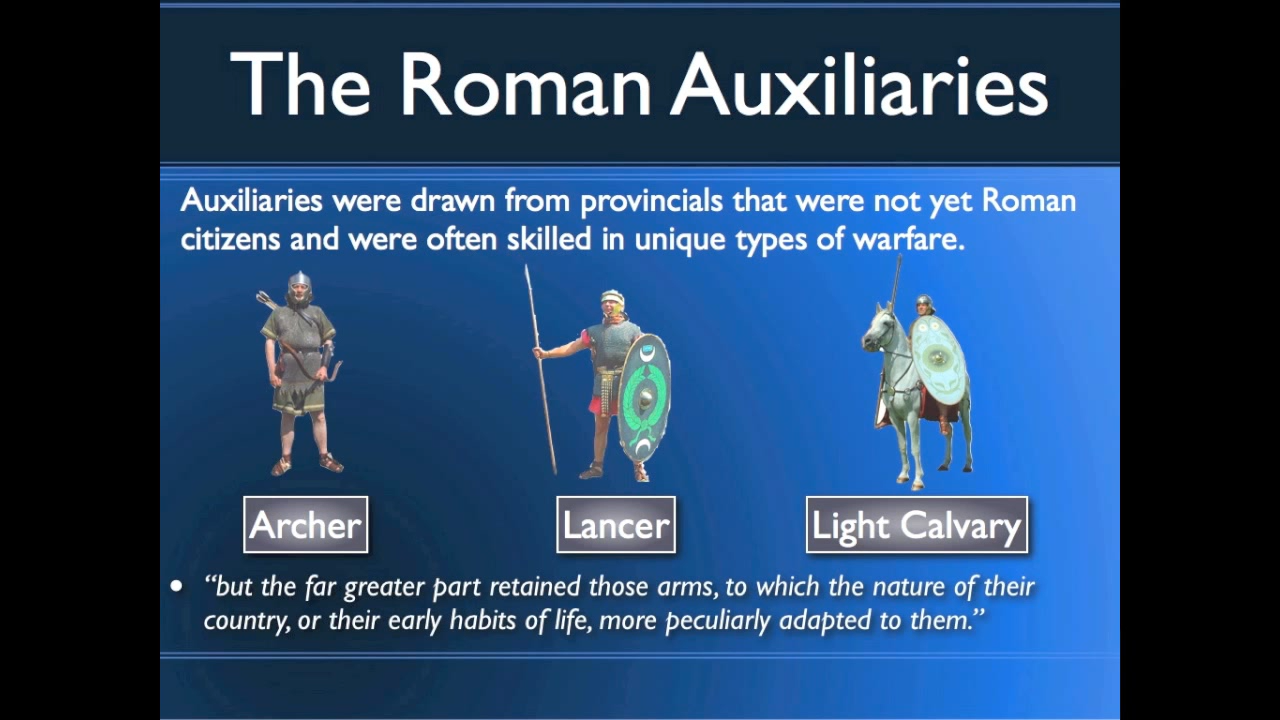 The Roman Auxiliaries
Auxiliaries were drawn from provincials that were not yet Roman
citizens and were often skilled in unique types of warfare.
Archer
Lancer
Light Calvary
• “but the far greater part retained those arms, to which the nature of their
country, or their early habits of life, more peculiarly adapted to them.”